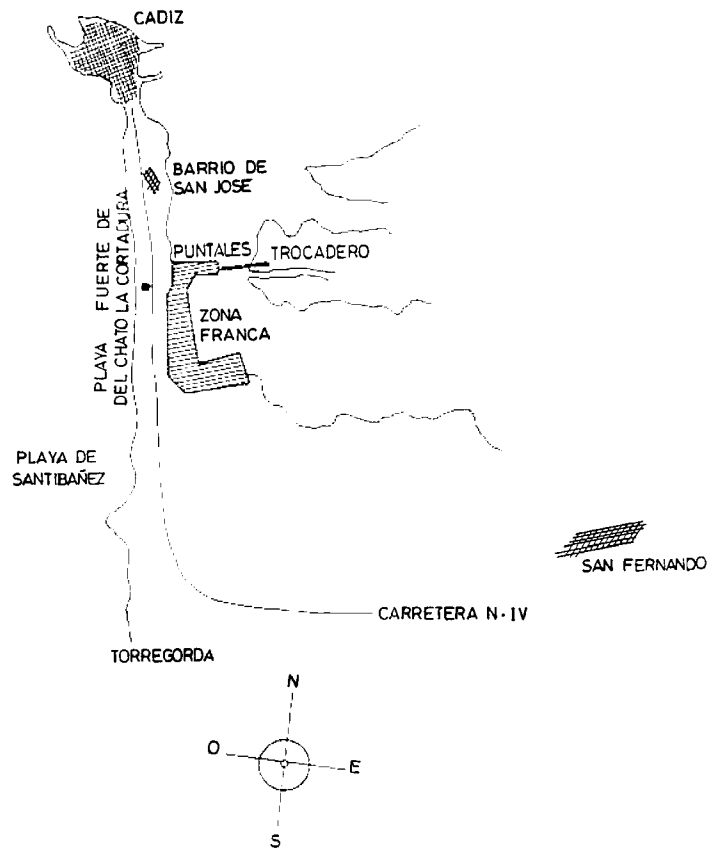 CADIZ
BARRIO DE
SAN JOSE
PLAYA FUERTE DE
DEL CHATO LA CORTADURA
PUNTALES
TROCADERO
ZONA
FRANCA
PLAYA DE
SANTIBAÑEZ
SAN FERNANDO
CARRETERA N-IV
TORREGORDA
N
O
E
S